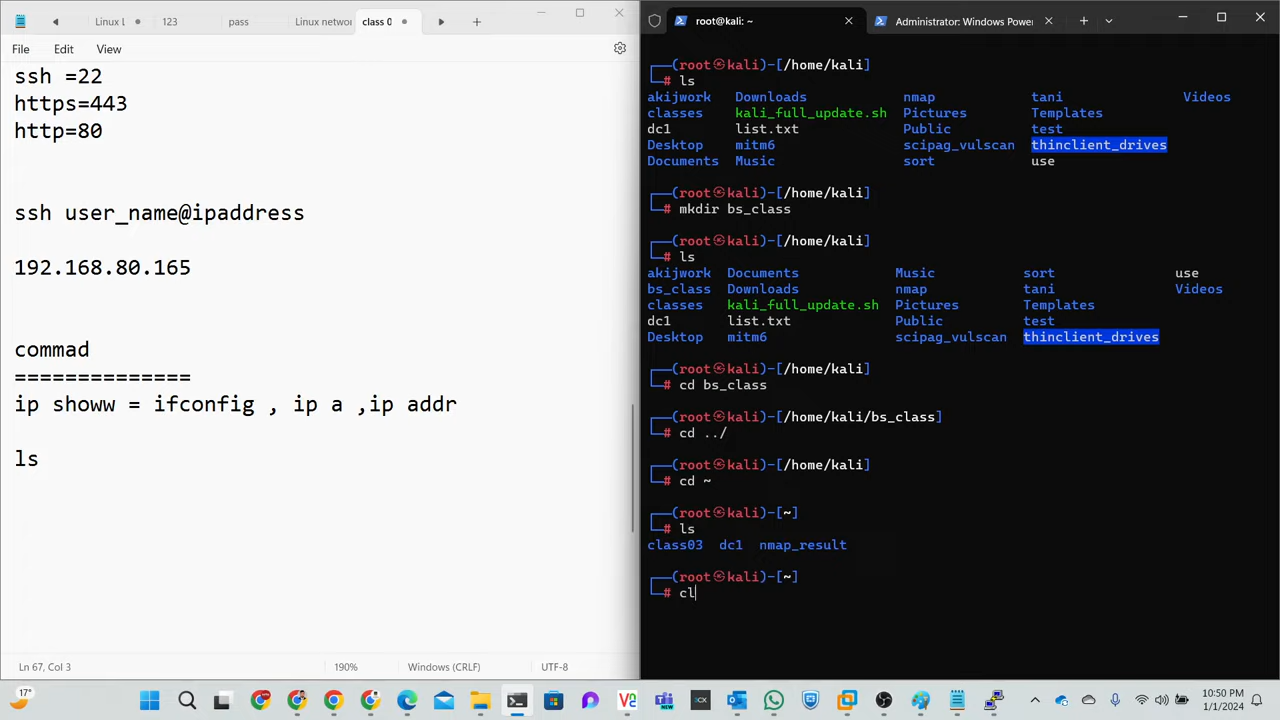 Linux L
123
pass
Linux networ
class 0
File Edit View
ssh =22
https=443
http=80
ssh user_name@ipaddress
192.168.80.165
commad
==============
ip showw = ifconfig , ip a ,ip addr
ls
Ln 67, Col 3 190% Windows (CRLF) UTF-8
root@kali: ~
Administrator: Windows Powe
┌──(root㉿kali)-[/home/kali]
└─# ls
akijwork Downloads nmap tani Videos
classes kali_full_update.sh Pictures Templates
dc1 list.txt Public test
Desktop mitm6 scipag_vulscan thinclient_drives
Documents Music sort use
┌──(root㉿kali)-[/home/kali]
└─# mkdir bs_class
┌──(root㉿kali)-[/home/kali]
└─# ls
akijwork Documents Music sort use
bs_class Downloads nmap tani Videos
classes kali_full_update.sh Pictures Templates
dc1 list.txt Public test
Desktop mitm6 scipag_vulscan thinclient_drives
┌──(root㉿kali)-[/home/kali]
└─# cd bs_class
┌──(root㉿kali)-[/home/kali/bs_class]
└─# cd ../
┌──(root㉿kali)-[/home/kali]
└─# cd ~
┌──(root㉿kali)-[~]
└─# ls
class03 dc1 nmap_result
┌──(root㉿kali)-[~]
└─# cl
17°
10:50 PM
1/1/2024